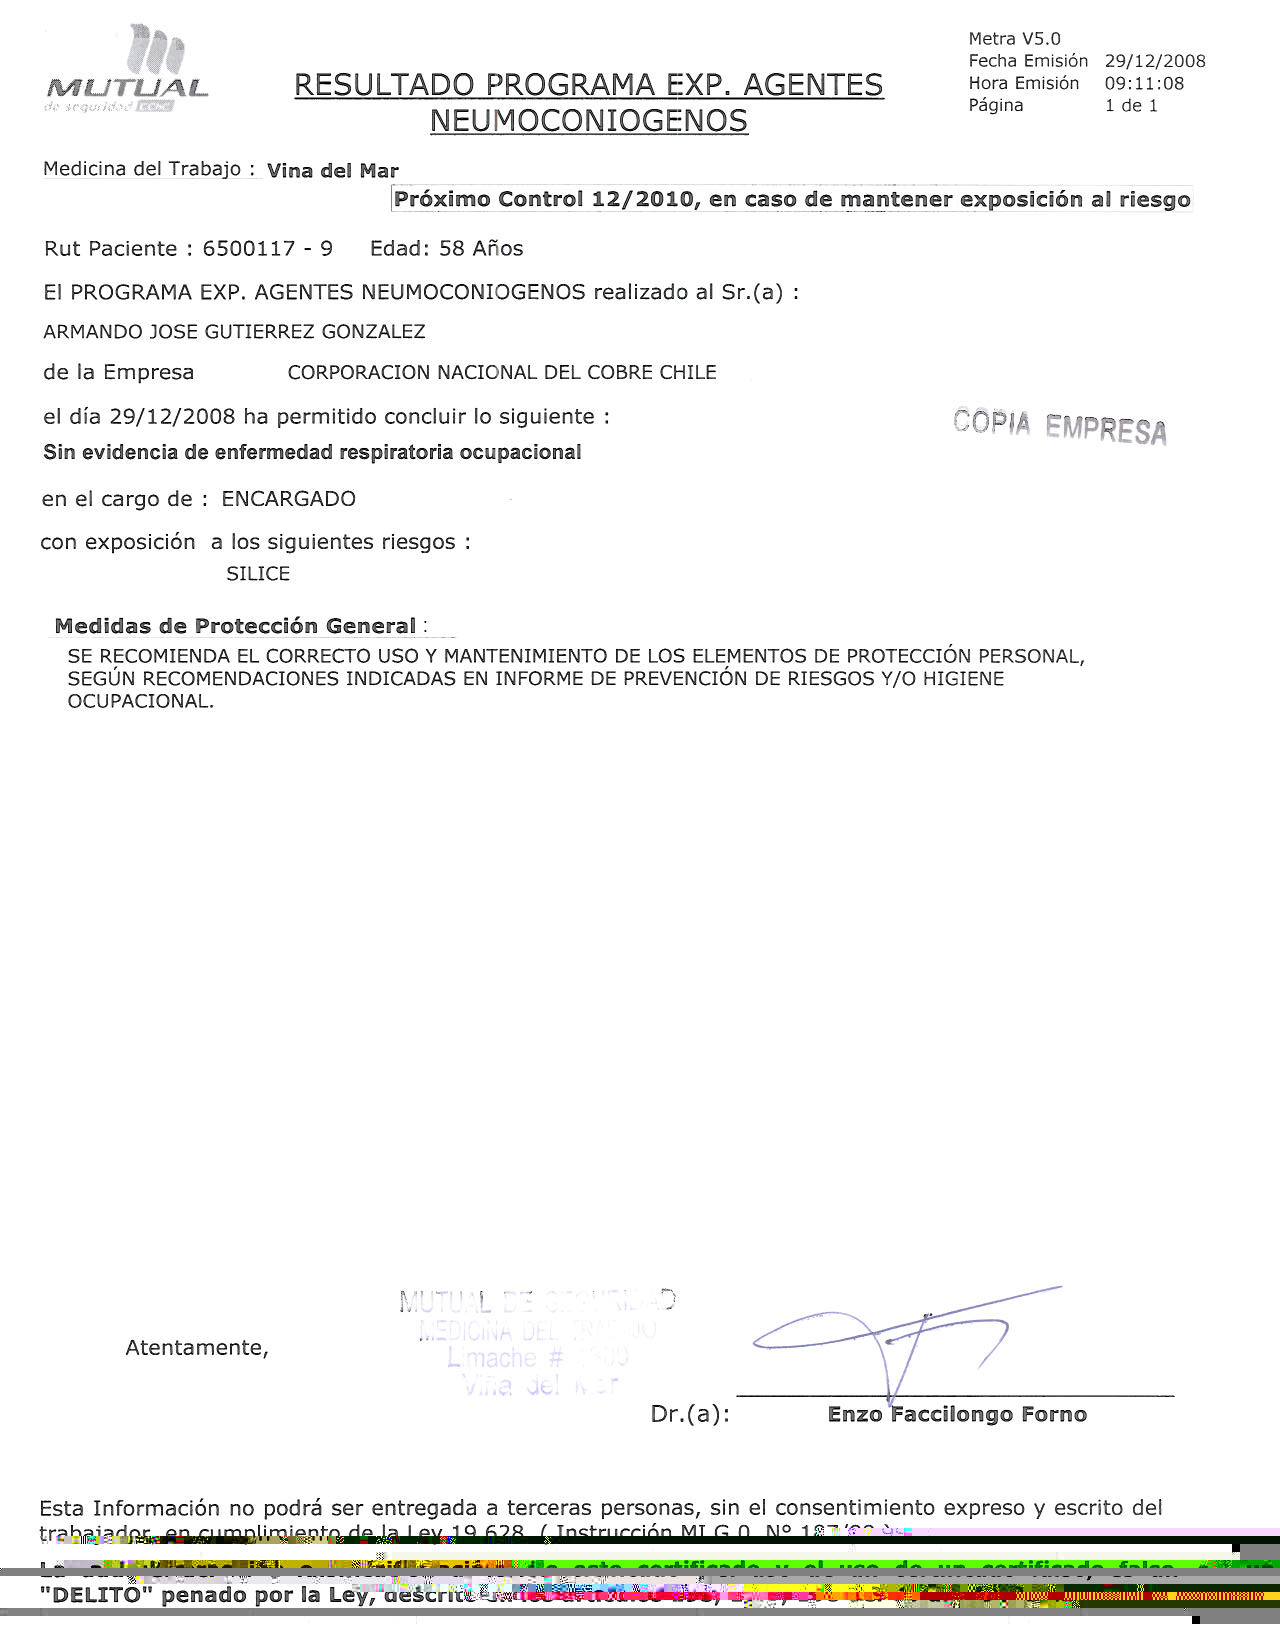 MUTUAL
de seguridad CChC
RESULTADO PROGRAMA EXP. AGENTES
NEUMOCONIOGENOS
Metra V5.0
Fecha Emisión 29/12/2008
Hora Emisión 09:11:08
Página 1 de 1
Medicina del Trabajo : Vina del Mar
Próximo Control 12/2010, en caso de mantener exposición al riesgo
Rut Paciente : 6500117 - 9 Edad: 58 Años
El PROGRAMA EXP. AGENTES NEUMOCONIOGENOS realizado al Sr.(a) :
ARMANDO JOSE GUTIERREZ GONZALEZ
de la Empresa CORPORACION NACIONAL DEL COBRE CHILE
el día 29/12/2008 ha permitido concluir lo siguiente :
COPIA EMPRESA
Sin evidencia de enfermedad respiratoria ocupacional
en el cargo de : ENCARGADO
con exposición a los siguientes riesgos :
SILICE
Medidas de Protección General :
SE RECOMIENDA EL CORRECTO USO Y MANTENIMIENTO DE LOS ELEMENTOS DE PROTECCIÓN PERSONAL,
SEGÚN RECOMENDACIONES INDICADAS EN INFORME DE PREVENCIÓN DE RIESGOS Y/O HIGIENE
OCUPACIONAL.
MUTUAL DE SEGURIDAD
MEDICINA DEL TRABAJO
Limache #
Viña del Mar
Atentamente,
Dr.(a): Enzo Faccilongo Forno
Esta Información no podrá ser entregada a terceras personas, sin el consentimiento expreso y escrito del
trabajador, en cumplimiento de la Ley 19.628. ( Instrucción MI.G.0. N°
de este certificado y el uso de un certificado falso, es un
"DELITO" penado por la Ley, descrito